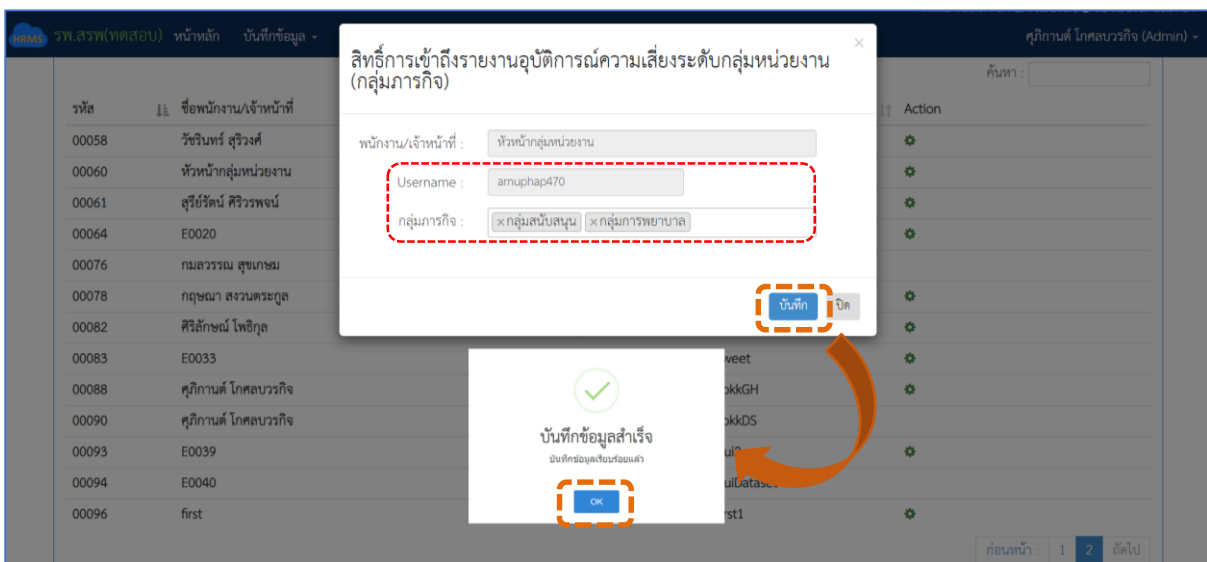 HRMS รพ.สรพ(ทดสอบ) หน้าหลัก บันทึกข้อมูล ศุภิกานต์ โกศลบวรกิจ (Admin)
สิทธิ์การเข้าถึงรายงานอุบัติการณ์ความเสี่ยงระดับกลุ่มหน่วยงาน
(กลุ่มภารกิจ)
×
ค้นหา :
รหัส ชื่อพนักงาน/เจ้าหน้าที่ Action
00058 วัชรินทร์ สุริวงศ์
พนักงาน/เจ้าหน้าที่ : หัวหน้ากลุ่มหน่วยงาน
00060 หัวหน้ากลุ่มหน่วยงาน
Username : arnuphap470
00061 สุรีย์รัตน์ ศิริวรพจน์
กลุ่มภารกิจ : ×กลุ่มสนับสนุน ×กลุ่มการพยาบาล
00064 E0020
00076 กมลวรรณ สุขเกษม
00078 กฤษณา สงวนตระกูล
บันทึก ปิด
00082 ศิริลักษณ์ โพธิกุล
00083 E0033 weet
00088 ศุภิกานต์ โกศลบวรกิจ kkGH
00090 ศุภิกานต์ โกศลบวรกิจ kkDS
บันทึกข้อมูลสำเร็จ
00093 E0039
บันทึกข้อมูลเรียบร้อยแล้ว
00094 E0040 uiDataset
OK
00096 first rst1
ก่อนหน้า : 1 2 ถัดไป